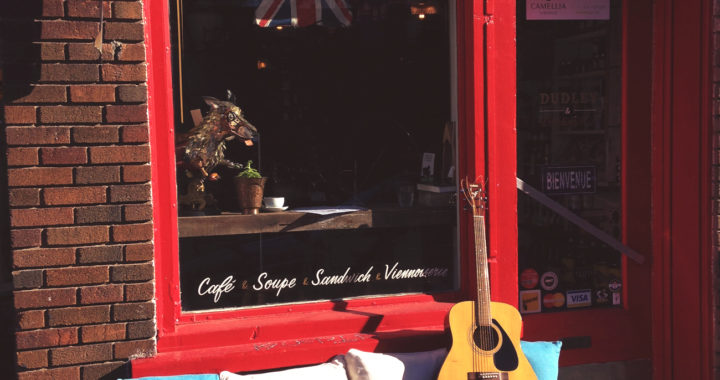 CAMELLIA
DUDLEY
&
BIENVENUE
Café & Soupe & Sandwich & Viennoiserie
VISA